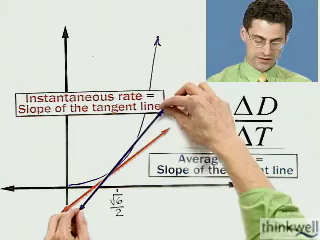 Instantaneous rate =
Slope of the tangent line
ΔD
ΔT
Average
Slope of the line
√6
2
thinkwell